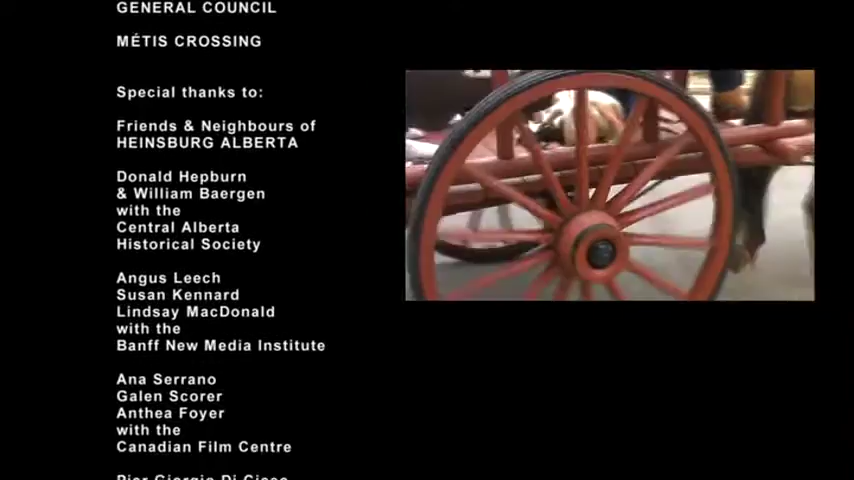 GENERAL COUNCIL
MÉTIS CROSSING
Special thanks to:
Friends & Neighbours of
HEINSBURG ALBERTA
Donald Hepburn
& William Baergen
with the
Central Alberta
Historical Society
Angus Leech
Susan Kennard
Lindsay MacDonald
with the
Banff New Media Institute
Ana Serrano
Galen Scorer
Anthea Foyer
with the
Canadian Film Centre